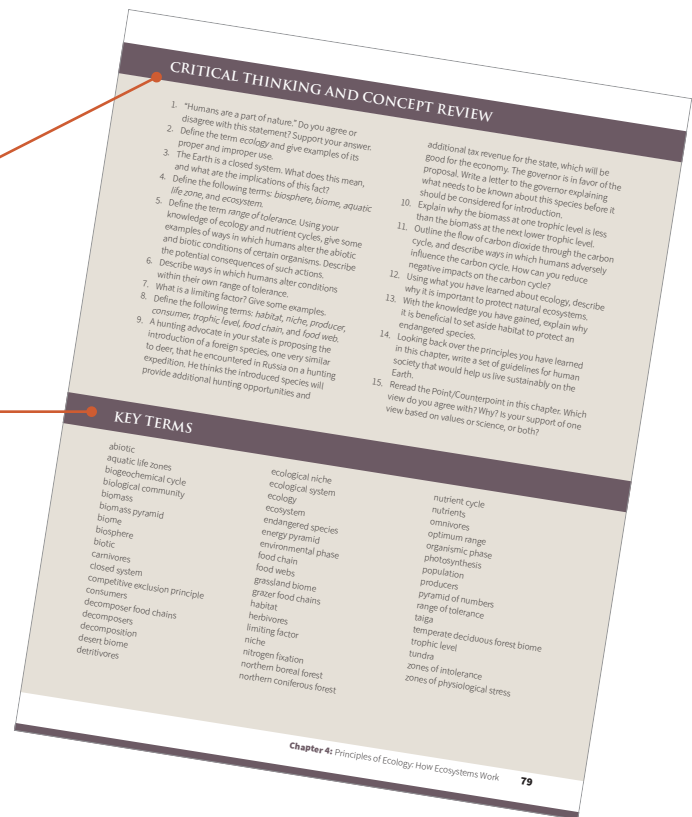 CRITICAL THINKING AND CONCEPT REVIEW
1. "Humans are a part of nature." Do you agree or
disagree with this statement? Support your answer.
2. Define the term ecology and give examples of its
proper and improper use.
3. The Earth is a closed system. What does this mean,
and what are the implications of this fact?
4. Define the following terms: biosphere, biome, aquatic
life zone, and ecosystem.
5. Define the term range of tolerance. Using your
knowledge of ecology and nutrient cycles, give some
examples of ways in which humans alter the abiotic
and biotic conditions of certain organisms. Describe
the potential consequences of such actions.
6. Describe ways in which humans alter conditions
within their own range of tolerance.
7. What is a limiting factor? Give some examples.
8. Define the following terms: habitat, niche, producer,
consumer, trophic level, food chain, and food web.
9. A hunting advocate in your state is proposing the
introduction of a foreign species, one very similar
to deer, that he encountered in Russia on a hunting
expedition. He thinks the introduced species will
provide additional hunting opportunities and
additional tax revenue for the state, which will be
good for the economy. The governor is in favor of the
proposal. Write a letter to the governor explaining
what needs to be known about this species before it
should be considered for introduction.
10. Explain why the biomass at one trophic level is less
than the biomass at the next lower trophic level.
11. Outline the flow of carbon dioxide through the carbon
cycle, and describe ways in which humans adversely
influence the carbon cycle. How can you reduce
negative impacts on the carbon cycle?
12. Using what you have learned about ecology, describe
why it is important to protect natural ecosystems.
13. With the knowledge you have gained, explain why
it is beneficial to set aside habitat to protect an
endangered species.
14. Looking back over the principles you have learned
in this chapter, write a set of guidelines for human
society that would help us live sustainably on the
Earth.
15. Reread the Point/Counterpoint in this chapter. Which
view do you agree with? Why? Is your support of one
view based on values or science, or both?
KEY TERMS
abiotic
aquatic life zones
biogeochemical cycle
biological community
biomass
biomass pyramid
biome
biosphere
biotic
carnivores
closed system
competitive exclusion principle
consumers
decomposer food chains
decomposers
decomposition
desert biome
detritivores
ecological niche
ecological system
ecology
ecosystem
endangered species
energy pyramid
environmental phase
food chain
food webs
grassland biome
grazer food chains
habitat
herbivores
limiting factor
niche
nitrogen fixation
northern boreal forest
northern coniferous forest
nutrient cycle
nutrients
omnivores
optimum range
organismic phase
photosynthesis
population
producers
pyramid of numbers
range of tolerance
taiga
temperate deciduous forest biome
trophic level
tundra
zones of intolerance
zones of physiological stress
Chapter 4: Principles of Ecology: How Ecosystems Work 79